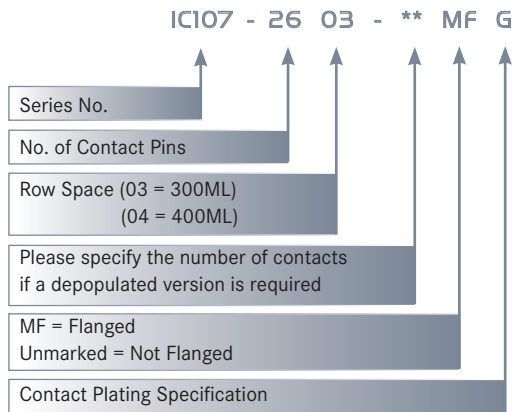 IC107 - 26 03 - ** MF G
Series No.
No. of Contact Pins
Row Space (03 = 300ML)
(04 = 400ML)
Please specify the number of contacts
if a depopulated version is required
MF = Flanged
Unmarked = Not Flanged
Contact Plating Specification